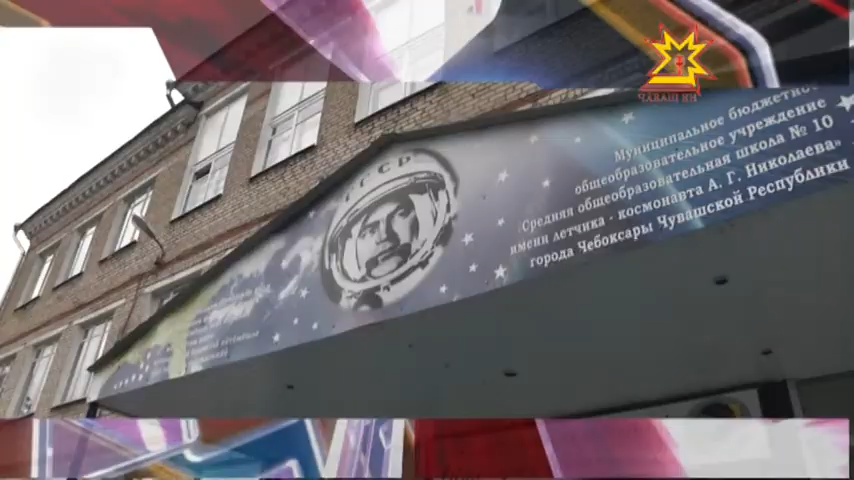 ЧĂВАШ ЕН
СССР
Муниципальное бюджетное
общеобразовательное учреждение
«Средняя общеобразовательная школа № 10
имени летчика - космонавта А. Г. Николаева»
города Чебоксары Чувашской Республики